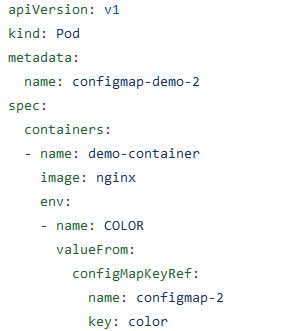 apiVersion: v1
kind: Pod
metadata:
  name: configmap-demo-2
spec:
  containers:
  - name: demo-container
    image: nginx
    env:
    - name: COLOR
      valueFrom:
        configMapKeyRef:
          name: configmap-2
          key: color